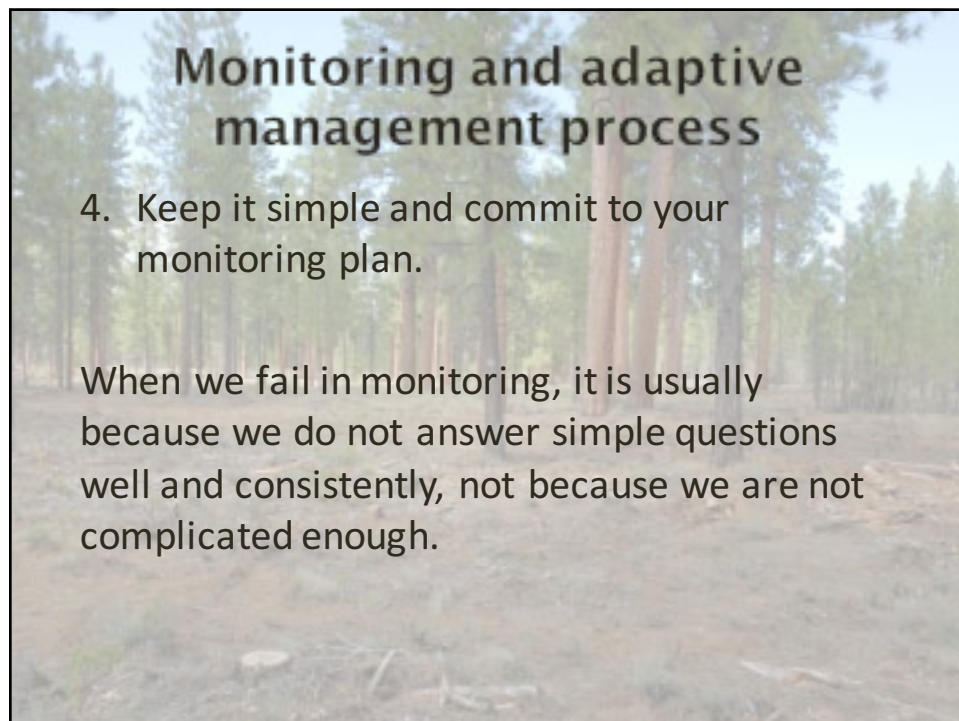 Monitoring and adaptive
management process
4. Keep it simple and commit to your
monitoring plan.
When we fail in monitoring, it is usually
because we do not answer simple questions
well and consistently, not because we are not
complicated enough.